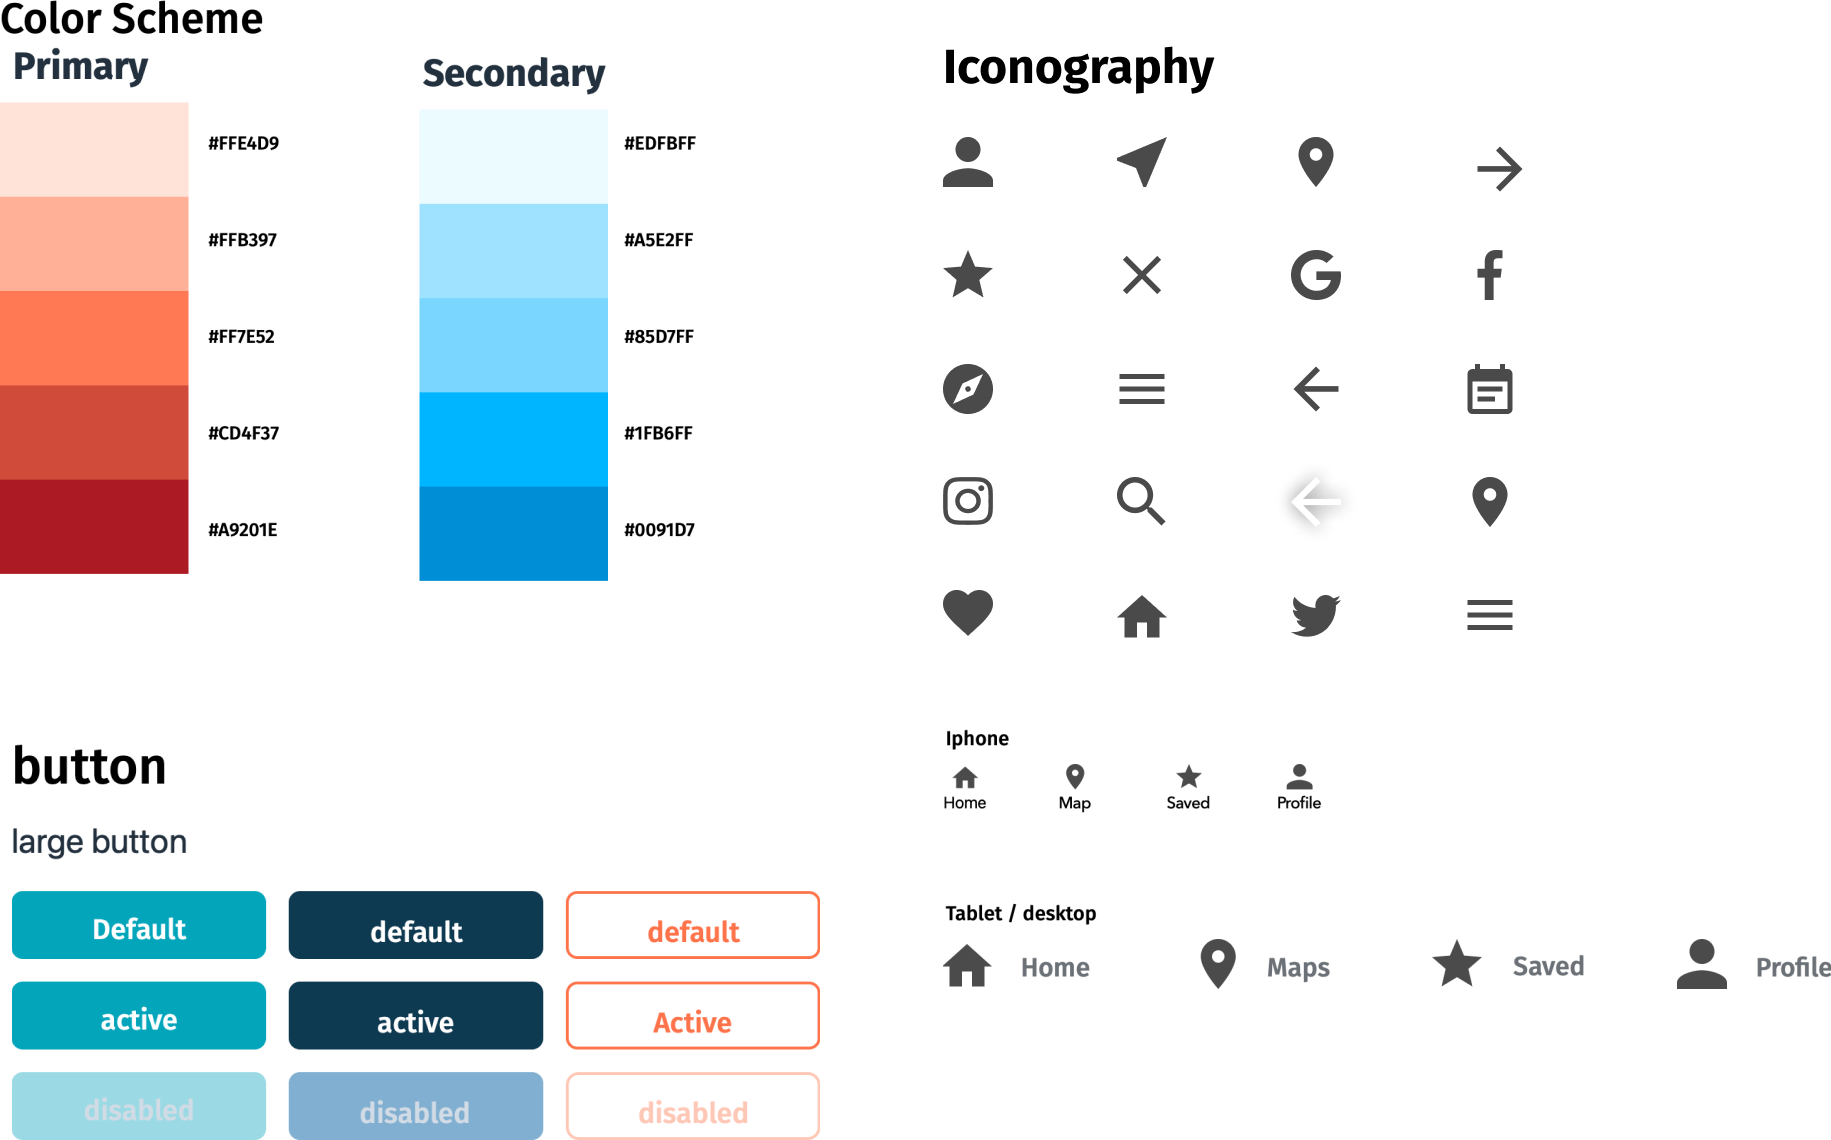 Color Scheme
Primary
Secondary
#FFE4D9
#FFB397
#FF7E52
#CD4F37
#A9201E
#EDFBFF
#A5E2FF
#85D7FF
#1FB6FF
#0091D7
Iconography
Iphone
Home Map Saved Profile
Tablet / desktop
Home Maps Saved Profile
button
large button
Default default default
active active Active
disabled disabled disabled